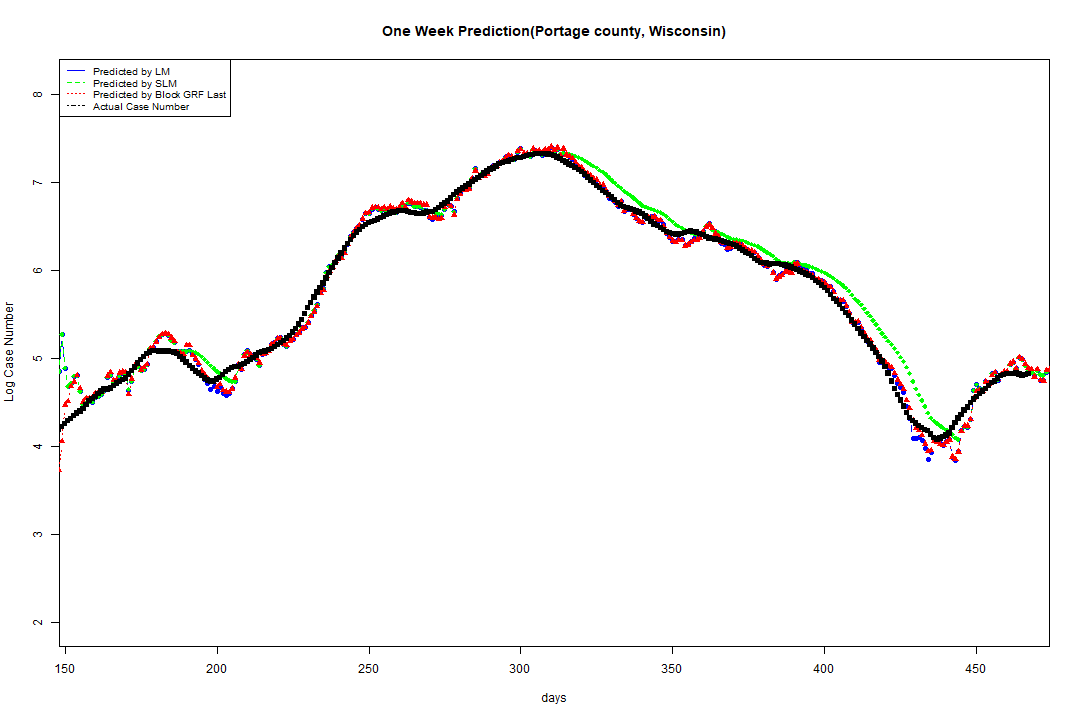 One Week Prediction(Portage county, Wisconsin)
Predicted by LM
Predicted by SLM
Predicted by Block GRF Last
Actual Case Number
8
7
6
5
4
3
2
Log Case Number
150 200 250 300 350 400 450
days